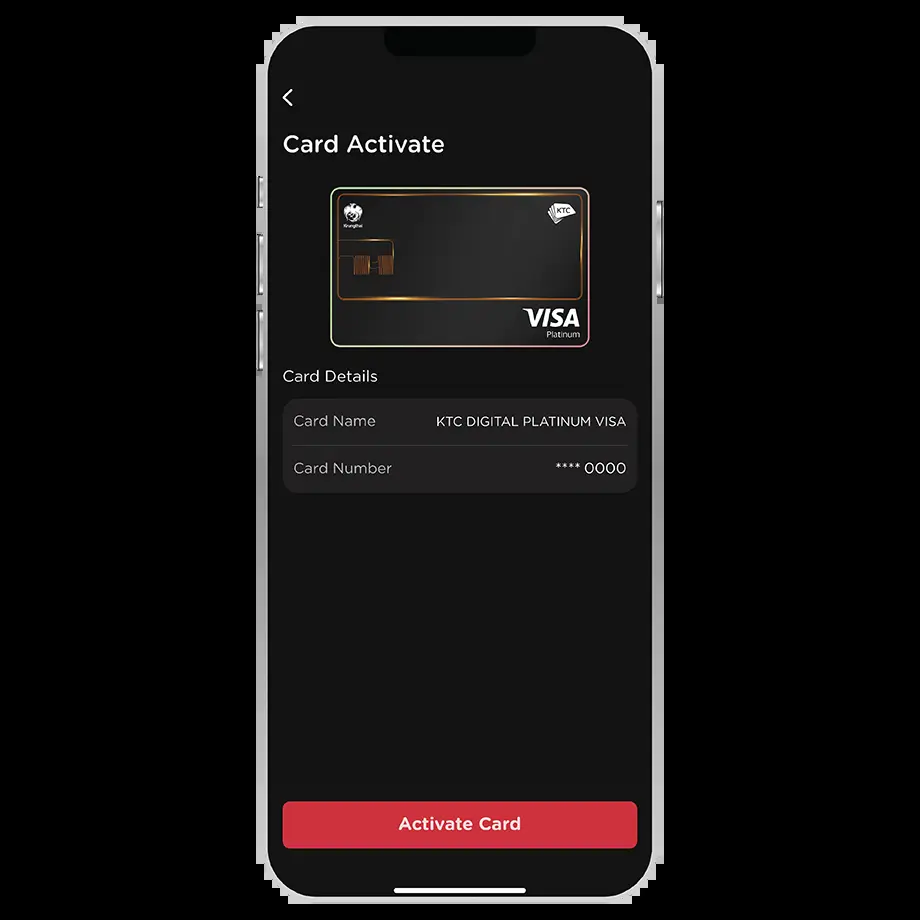 Card Activate
Krungthai
KTC
VISA
Platinum
Card Details
Card Name KTC DIGITAL PLATINUM VISA
Card Number **** 0000
Activate Card